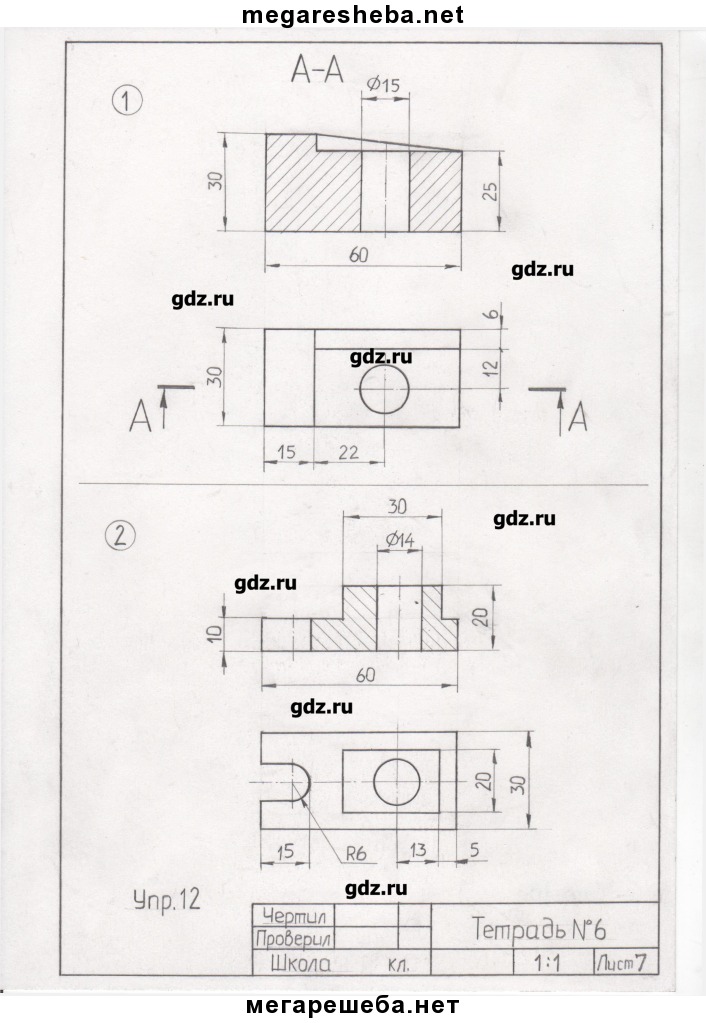 megaresheba.net
А-А
1
Ø15
30
25
60
gdz.ru
gdz.ru
6
gdz.ru
30
12
А
А
15
22
2
30
gdz.ru
Ø14
gdz.ru
10
20
60
gdz.ru
20
30
15
R6
13
5
gdz.ru
Упр.12
Чертил
Проверил
Тетрадь №6
Школа кл.
1:1
Лист 7
мегарешеба.нет